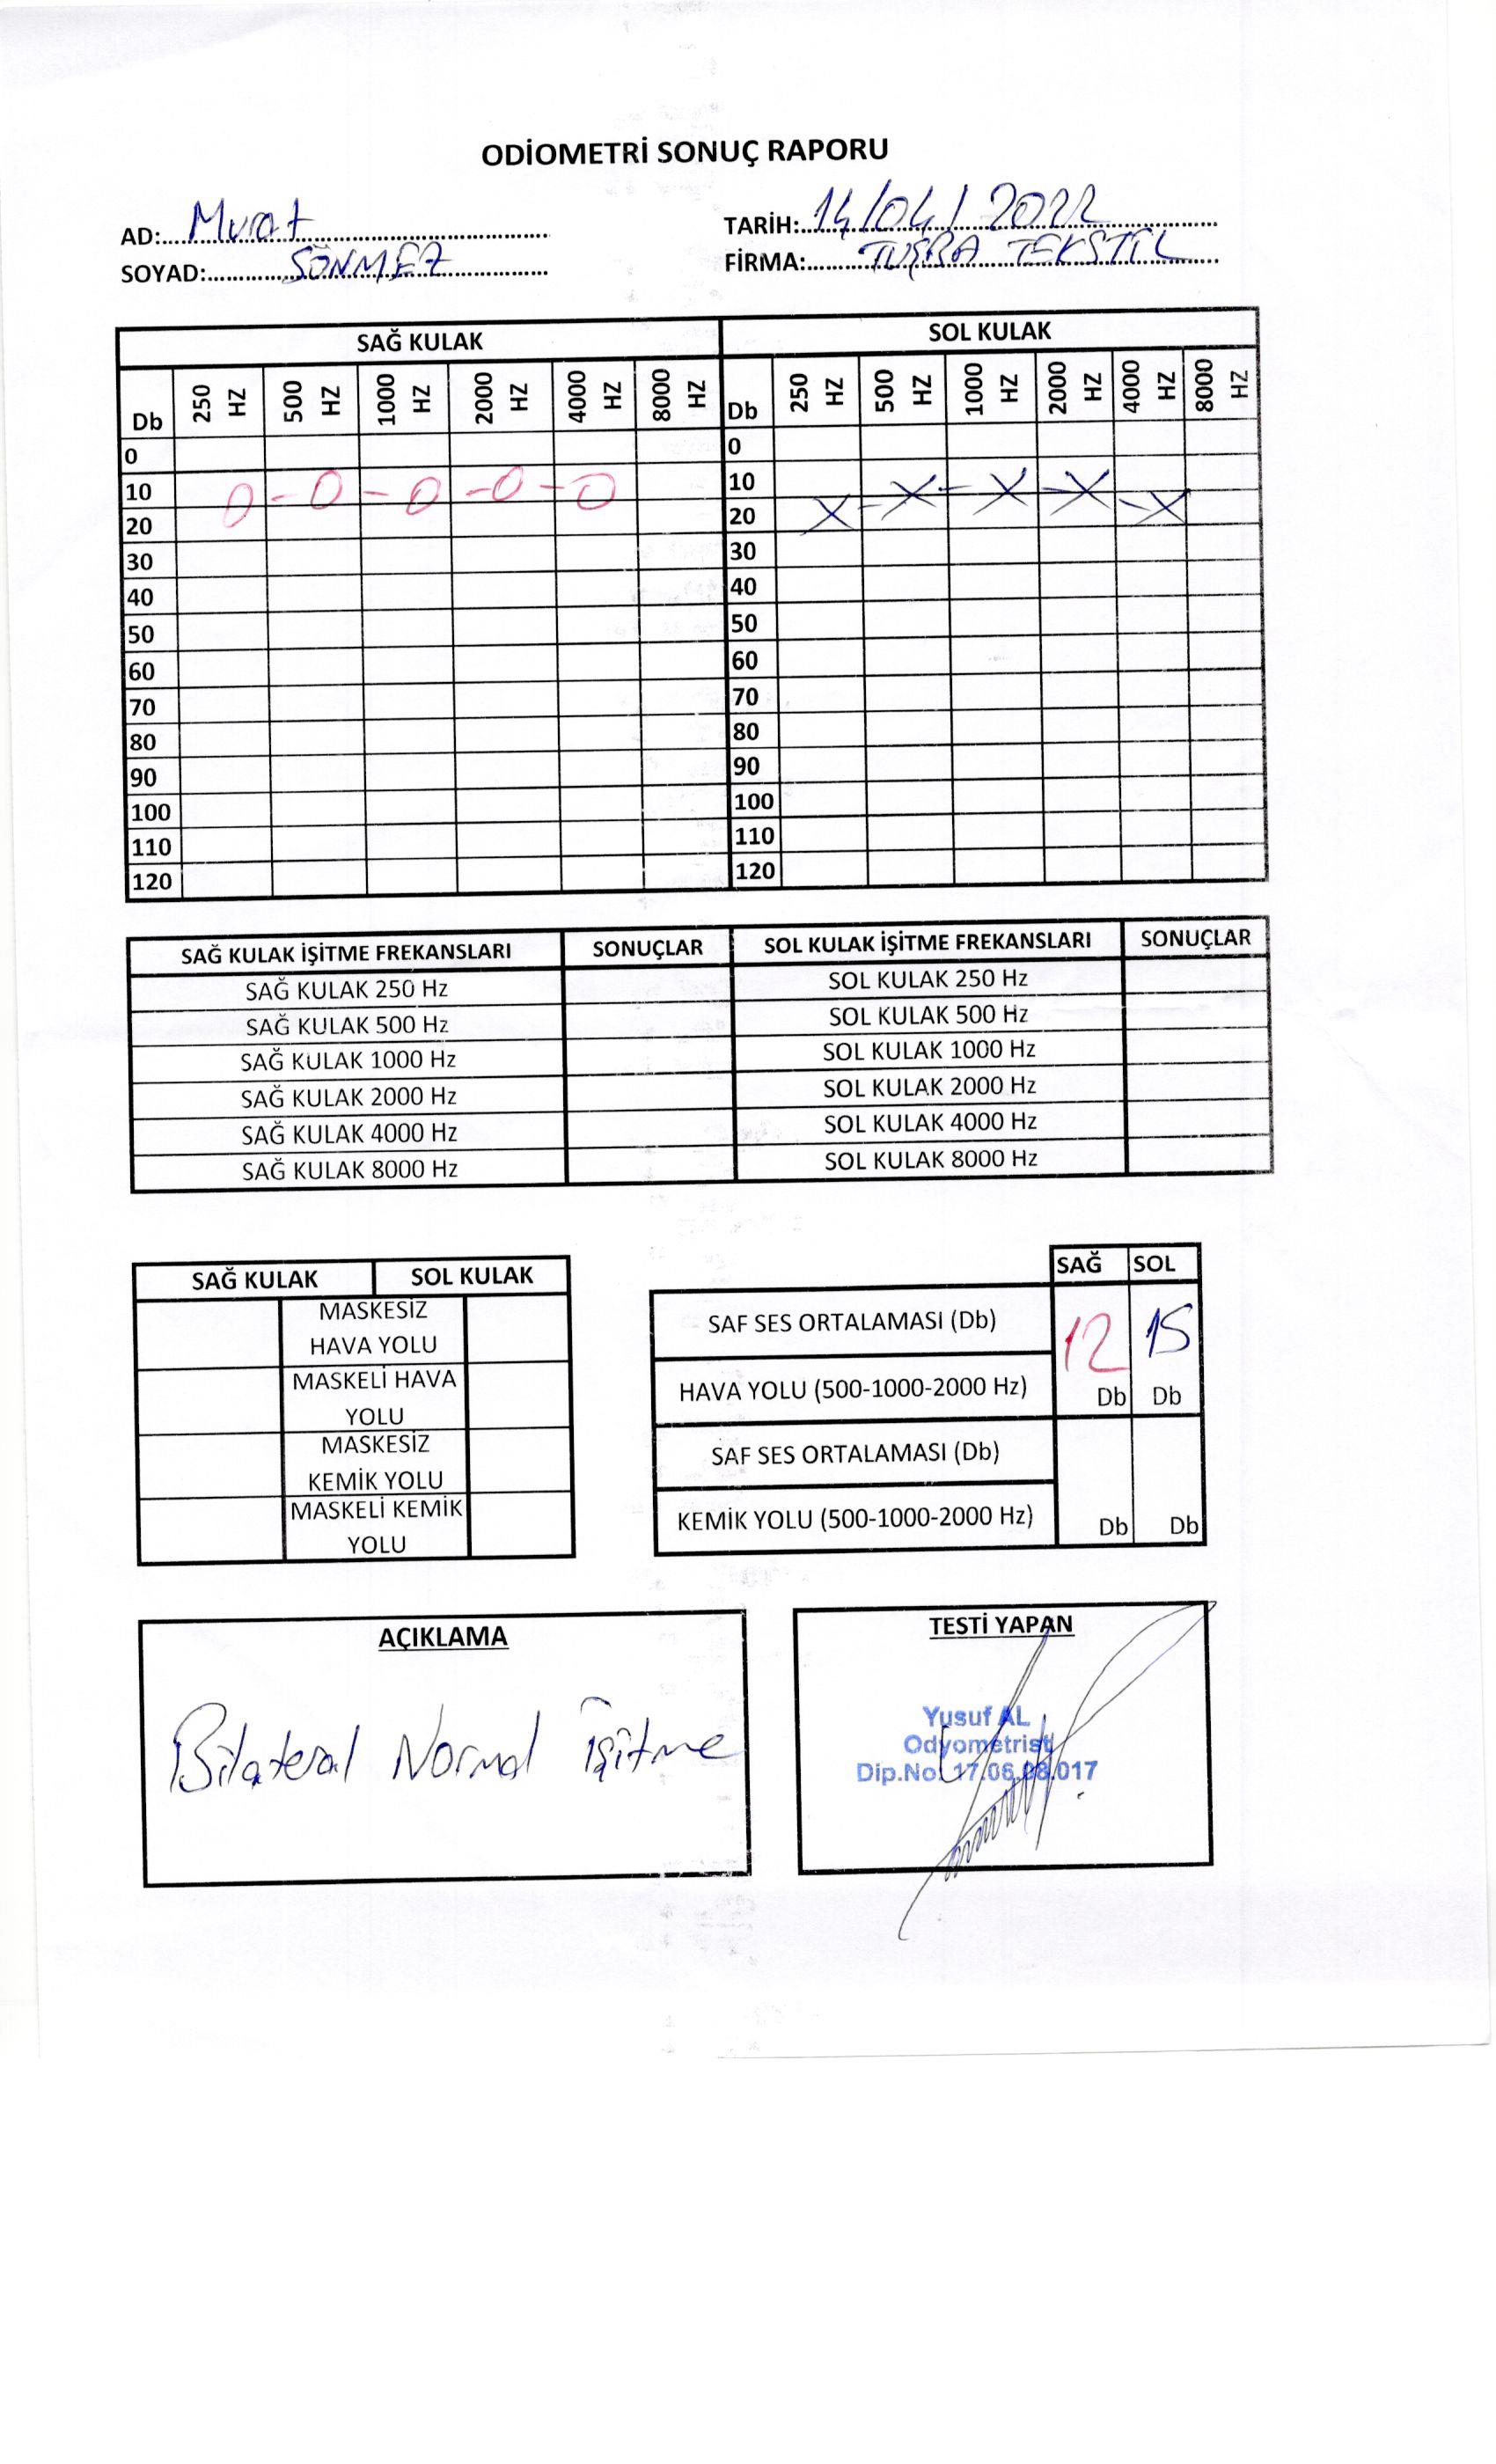 ODİOMETRİ SONUÇ RAPORU
AD: Murat TARİH: 14/04/2022
SOYAD: SÖNMEZ FİRMA: TUĞRA TEKSTİL
SAĞ KULAK SOL KULAK
Db 250 HZ 500 HZ 1000 HZ 2000 HZ 4000 HZ 8000 HZ Db 250 HZ 500 HZ 1000 HZ 2000 HZ 4000 HZ 8000 HZ
0 0
10 0-0-0-0-0 10 X-X-X-X-X
20 20
30 30
40 40
50 50
60 60
70 70
80 80
90 90
100 100
110 110
120 120
SAĞ KULAK İŞİTME FREKANSLARI SONUÇLAR SOL KULAK İŞİTME FREKANSLARI SONUÇLAR
SAĞ KULAK 250 Hz SOL KULAK 250 Hz
SAĞ KULAK 500 Hz SOL KULAK 500 Hz
SAĞ KULAK 1000 Hz SOL KULAK 1000 Hz
SAĞ KULAK 2000 Hz SOL KULAK 2000 Hz
SAĞ KULAK 4000 Hz SOL KULAK 4000 Hz
SAĞ KULAK 8000 Hz SOL KULAK 8000 Hz
SAĞ KULAK SOL KULAK
MASKESİZ
HAVA YOLU
MASKELİ HAVA
YOLU
MASKESİZ
KEMİK YOLU
MASKELİ KEMİK
YOLU
SAĞ SOL
SAF SES ORTALAMASI (Db) 12 15
HAVA YOLU (500-1000-2000 Hz) Db Db
SAF SES ORTALAMASI (Db)
KEMİK YOLU (500-1000-2000 Hz) Db Db
AÇIKLAMA
Bilateral Normal İşitme
TESTİ YAPAN
Yusuf AL
Odyometrist
Dip.No: 17.06.08.017